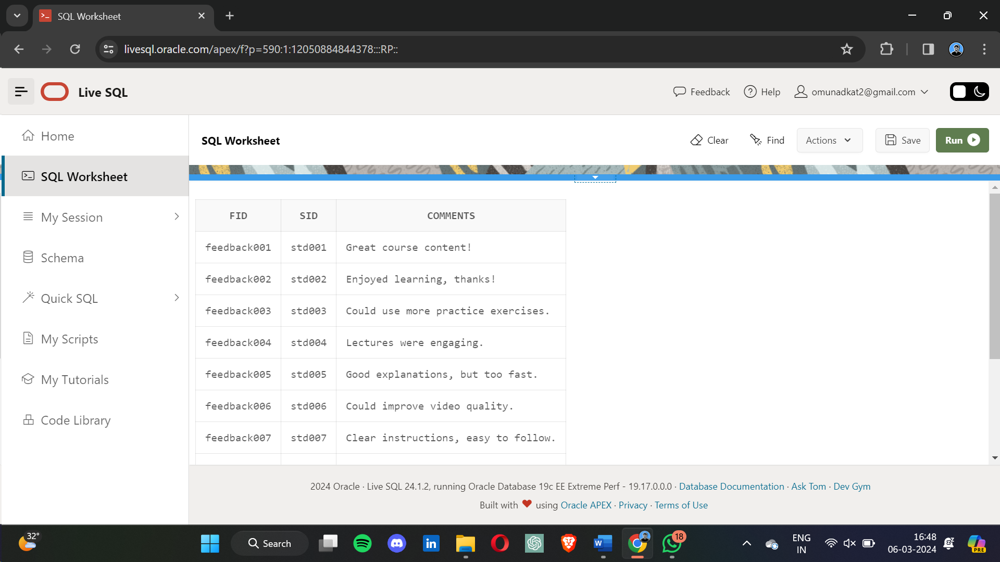 SQL Worksheet
livesql.oracle.com/apex/f?p=590:1:12050884844378:::RP::
Live SQL
Feedback
Help
omunadkat2@gmail.com
Home
SQL Worksheet
My Session
Schema
Quick SQL
My Scripts
My Tutorials
Code Library
SQL Worksheet
Clear
Find
Actions
Save
Run
FID SID COMMENTS
feedback001 std001 Great course content!
feedback002 std002 Enjoyed learning, thanks!
feedback003 std003 Could use more practice exercises.
feedback004 std004 Lectures were engaging.
feedback005 std005 Good explanations, but too fast.
feedback006 std006 Could improve video quality.
feedback007 std007 Clear instructions, easy to follow.
2024 Oracle · Live SQL 24.1.2, running Oracle Database 19c EE Extreme Perf - 19.17.0.0.0 · Database Documentation · Ask Tom · Dev Gym
Built with ❤ using Oracle APEX · Privacy · Terms of Use
32°
Search
in
W
18
ENG
IN
16:48
06-03-2024
PRE